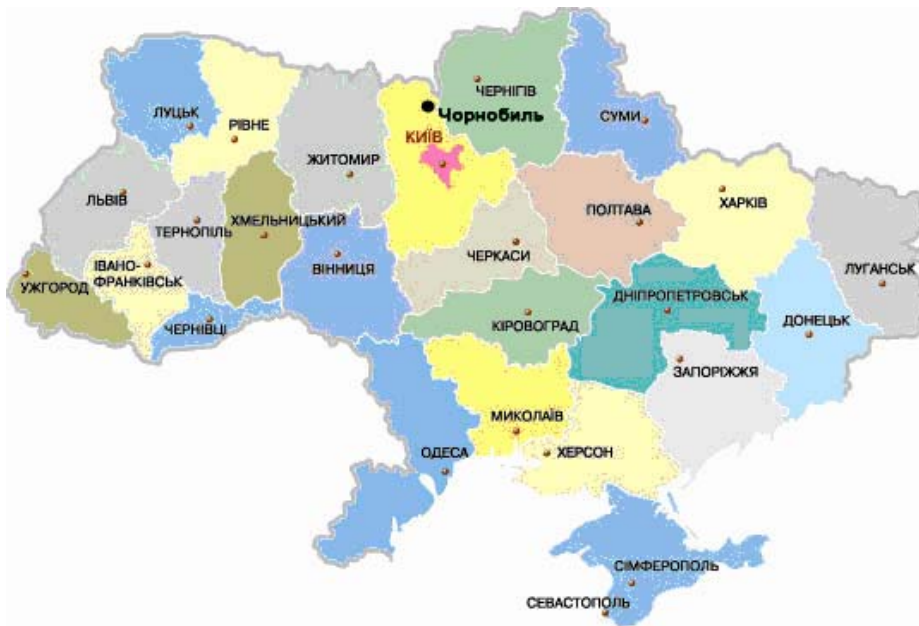 ЛУЦЬК
РІВНЕ
ЖИТОМИР
КИЇВ
Чорнобиль
ЧЕРНІГІВ
СУМИ
ЛЬВІВ
ТЕРНОПІЛЬ
ХМЕЛЬНИЦЬКИЙ
ВІННИЦЯ
ЧЕРКАСИ
ПОЛТАВА
ХАРКІВ
ЛУГАНСЬК
УЖГОРОД
ІВАНО-
ФРАНКІВСЬК
ЧЕРНІВЦІ
КІРОВОГРАД
ДНІПРОПЕТРОВСЬК
ДОНЕЦЬК
ЗАПОРІЖЖЯ
МИКОЛАЇВ
ОДЕСА
ХЕРСОН
СІМФЕРОПОЛЬ
СЕВАСТОПОЛЬ